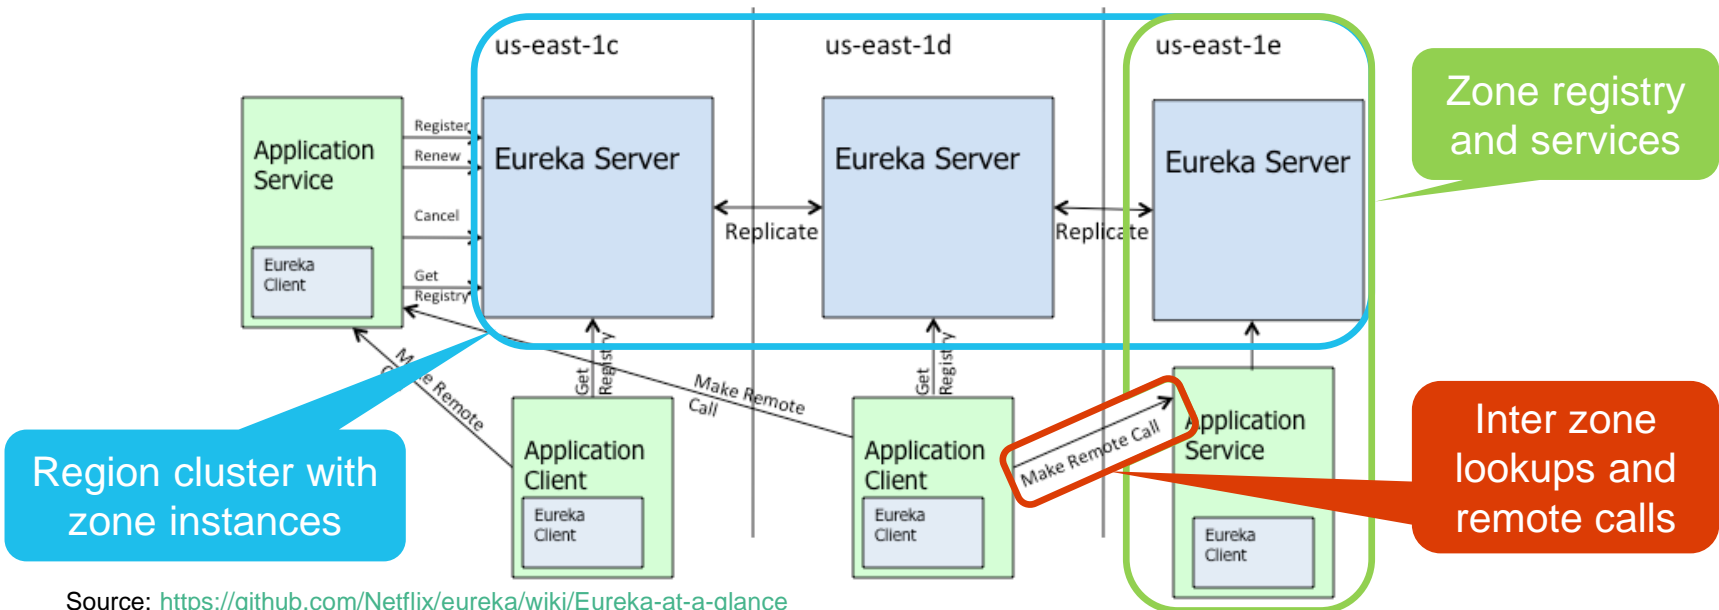 us-east-1c
us-east-1d
us-east-1e
Zone registry
and services
Application
Service
Eureka
Client
Register
Renew
Cancel
Get
Registry
Eureka Server
Eureka Server
Eureka Server
Replicate
Replicate
Make Remote
Get
Registry
Make Remote
Call
Get
Registry
Make Remote Call
Application
Client
Eureka
Client
Application
Client
Eureka
Client
Application
Service
Eureka
Client
Region cluster with
zone instances
Inter zone
lookups and
remote calls
Source: https://github.com/Netflix/eureka/wiki/Eureka-at-a-glance